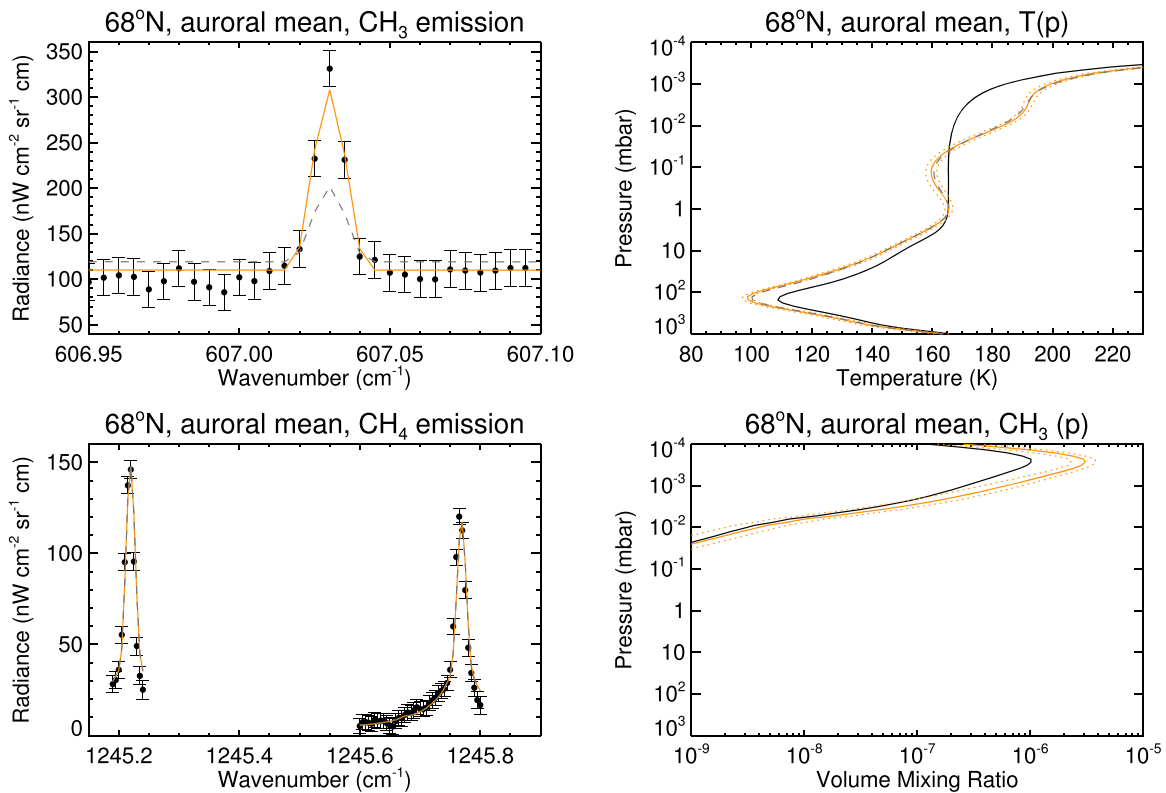 68°N, auroral mean, CH₃ emission
Radiance (nW cm⁻² sr⁻¹ cm)
350
300
250
200
150
100
50
606.95 607.00 607.05 607.10
Wavenumber (cm⁻¹)
68°N, auroral mean, T(p)
Pressure (mbar)
10⁻⁴
10⁻³
10⁻²
10⁻¹
1
10
10²
10³
80 100 120 140 160 180 200 220
Temperature (K)
68°N, auroral mean, CH₄ emission
Radiance (nW cm⁻² sr⁻¹ cm)
150
100
50
0
1245.2 1245.4 1245.6 1245.8
Wavenumber (cm⁻¹)
68°N, auroral mean, CH₃ (p)
Pressure (mbar)
10⁻⁴
10⁻³
10⁻²
10⁻¹
1
10
10²
10³
10⁻⁹ 10⁻⁸ 10⁻⁷ 10⁻⁶ 10⁻⁵
Volume Mixing Ratio